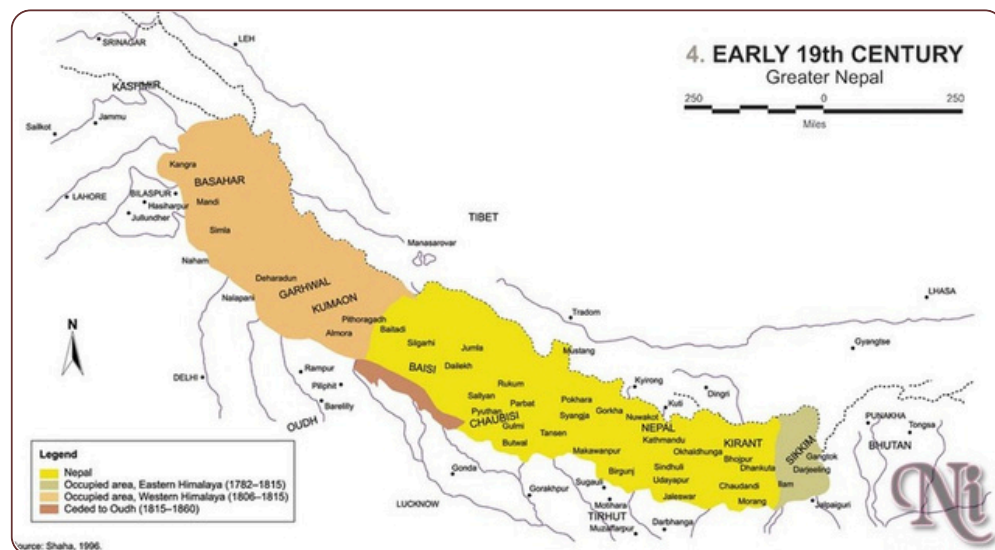 4. EARLY 19th CENTURY
Greater Nepal
250 0 250
Miles
LEH
SRINAGAR
KASHMIR
Sailkot
Jammu
Kangra
BASAHAR
LAHORE
BILASPUR
Hasiharpur
Jullundher
Mandi
Simla
TIBET
Manasarovar
Naham
Deharadun
GARHWAL
Nalapani
KUMAON
Pithoragadh
Almora
LHASA
Tradom
Gyangtse
N
Baitadi
Silgarhi
Jumla
Mustang
BAISI
Dailekh
DELHI
Rampur
Piliphit
Barelilly
OUDH
Rukum
Kyirong
Dingri
Sallyan
Parbat
Pokhara
Kuti
Pyuthan
Syangja
Gorkha
Nuwakot
CHAUBISI
Gulmi
NEPAL
Tansen
Kathmandu
KIRANT
Butwal
Okhaldhunga
Makawanpur
Bhojpur
Dhankuta
SIKKIM
Gangtok
Darjeeling
PUNAKHA
Tongsa
BHUTAN
Gonda
Birgunj
Sindhuli
Sugauli
Udayapur
Chaudandi
Ilam
Gorakhpur
Motihari
Jaleswar
Morang
Jalpaiguri
LUCKNOW
TIRHUT
Muzaffarpur
Darbhanga
Legend
Nepal
Occupied area, Eastern Himalaya (1782–1815)
Occupied area, Western Himalaya (1806–1815)
Ceded to Oudh (1815–1860)
ource: Shaha, 1996.
Ni